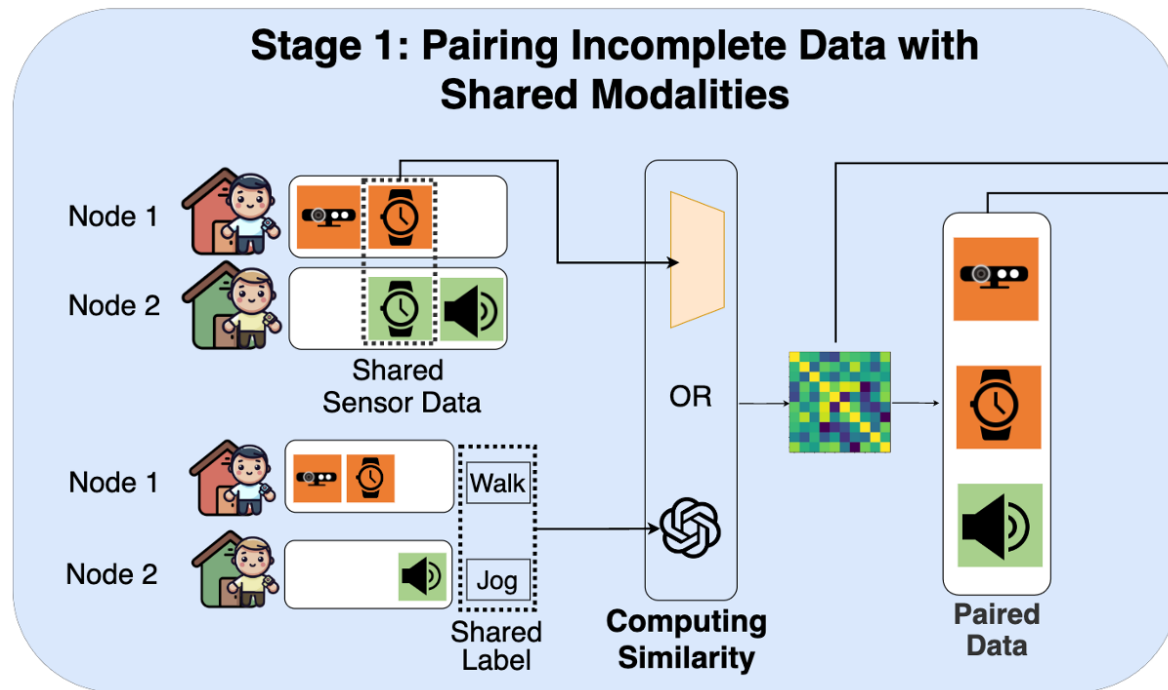 Stage 1: Pairing Incomplete Data with
Shared Modalities
Node 1
Node 2
Shared
Sensor Data
OR
Node 1
Walk
Node 2
Jog
Shared
Label
Computing
Similarity
Paired
Data